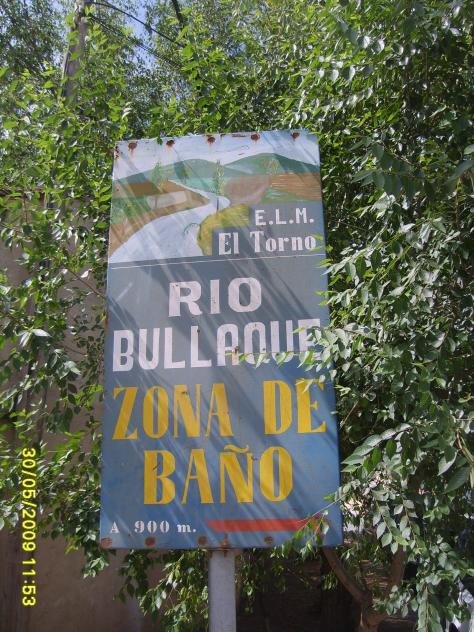 E.L.M.
El Torno
RIO
BULLAQUE
ZONA DE
BAÑO
A 900 m.
30/05/2009 11:53